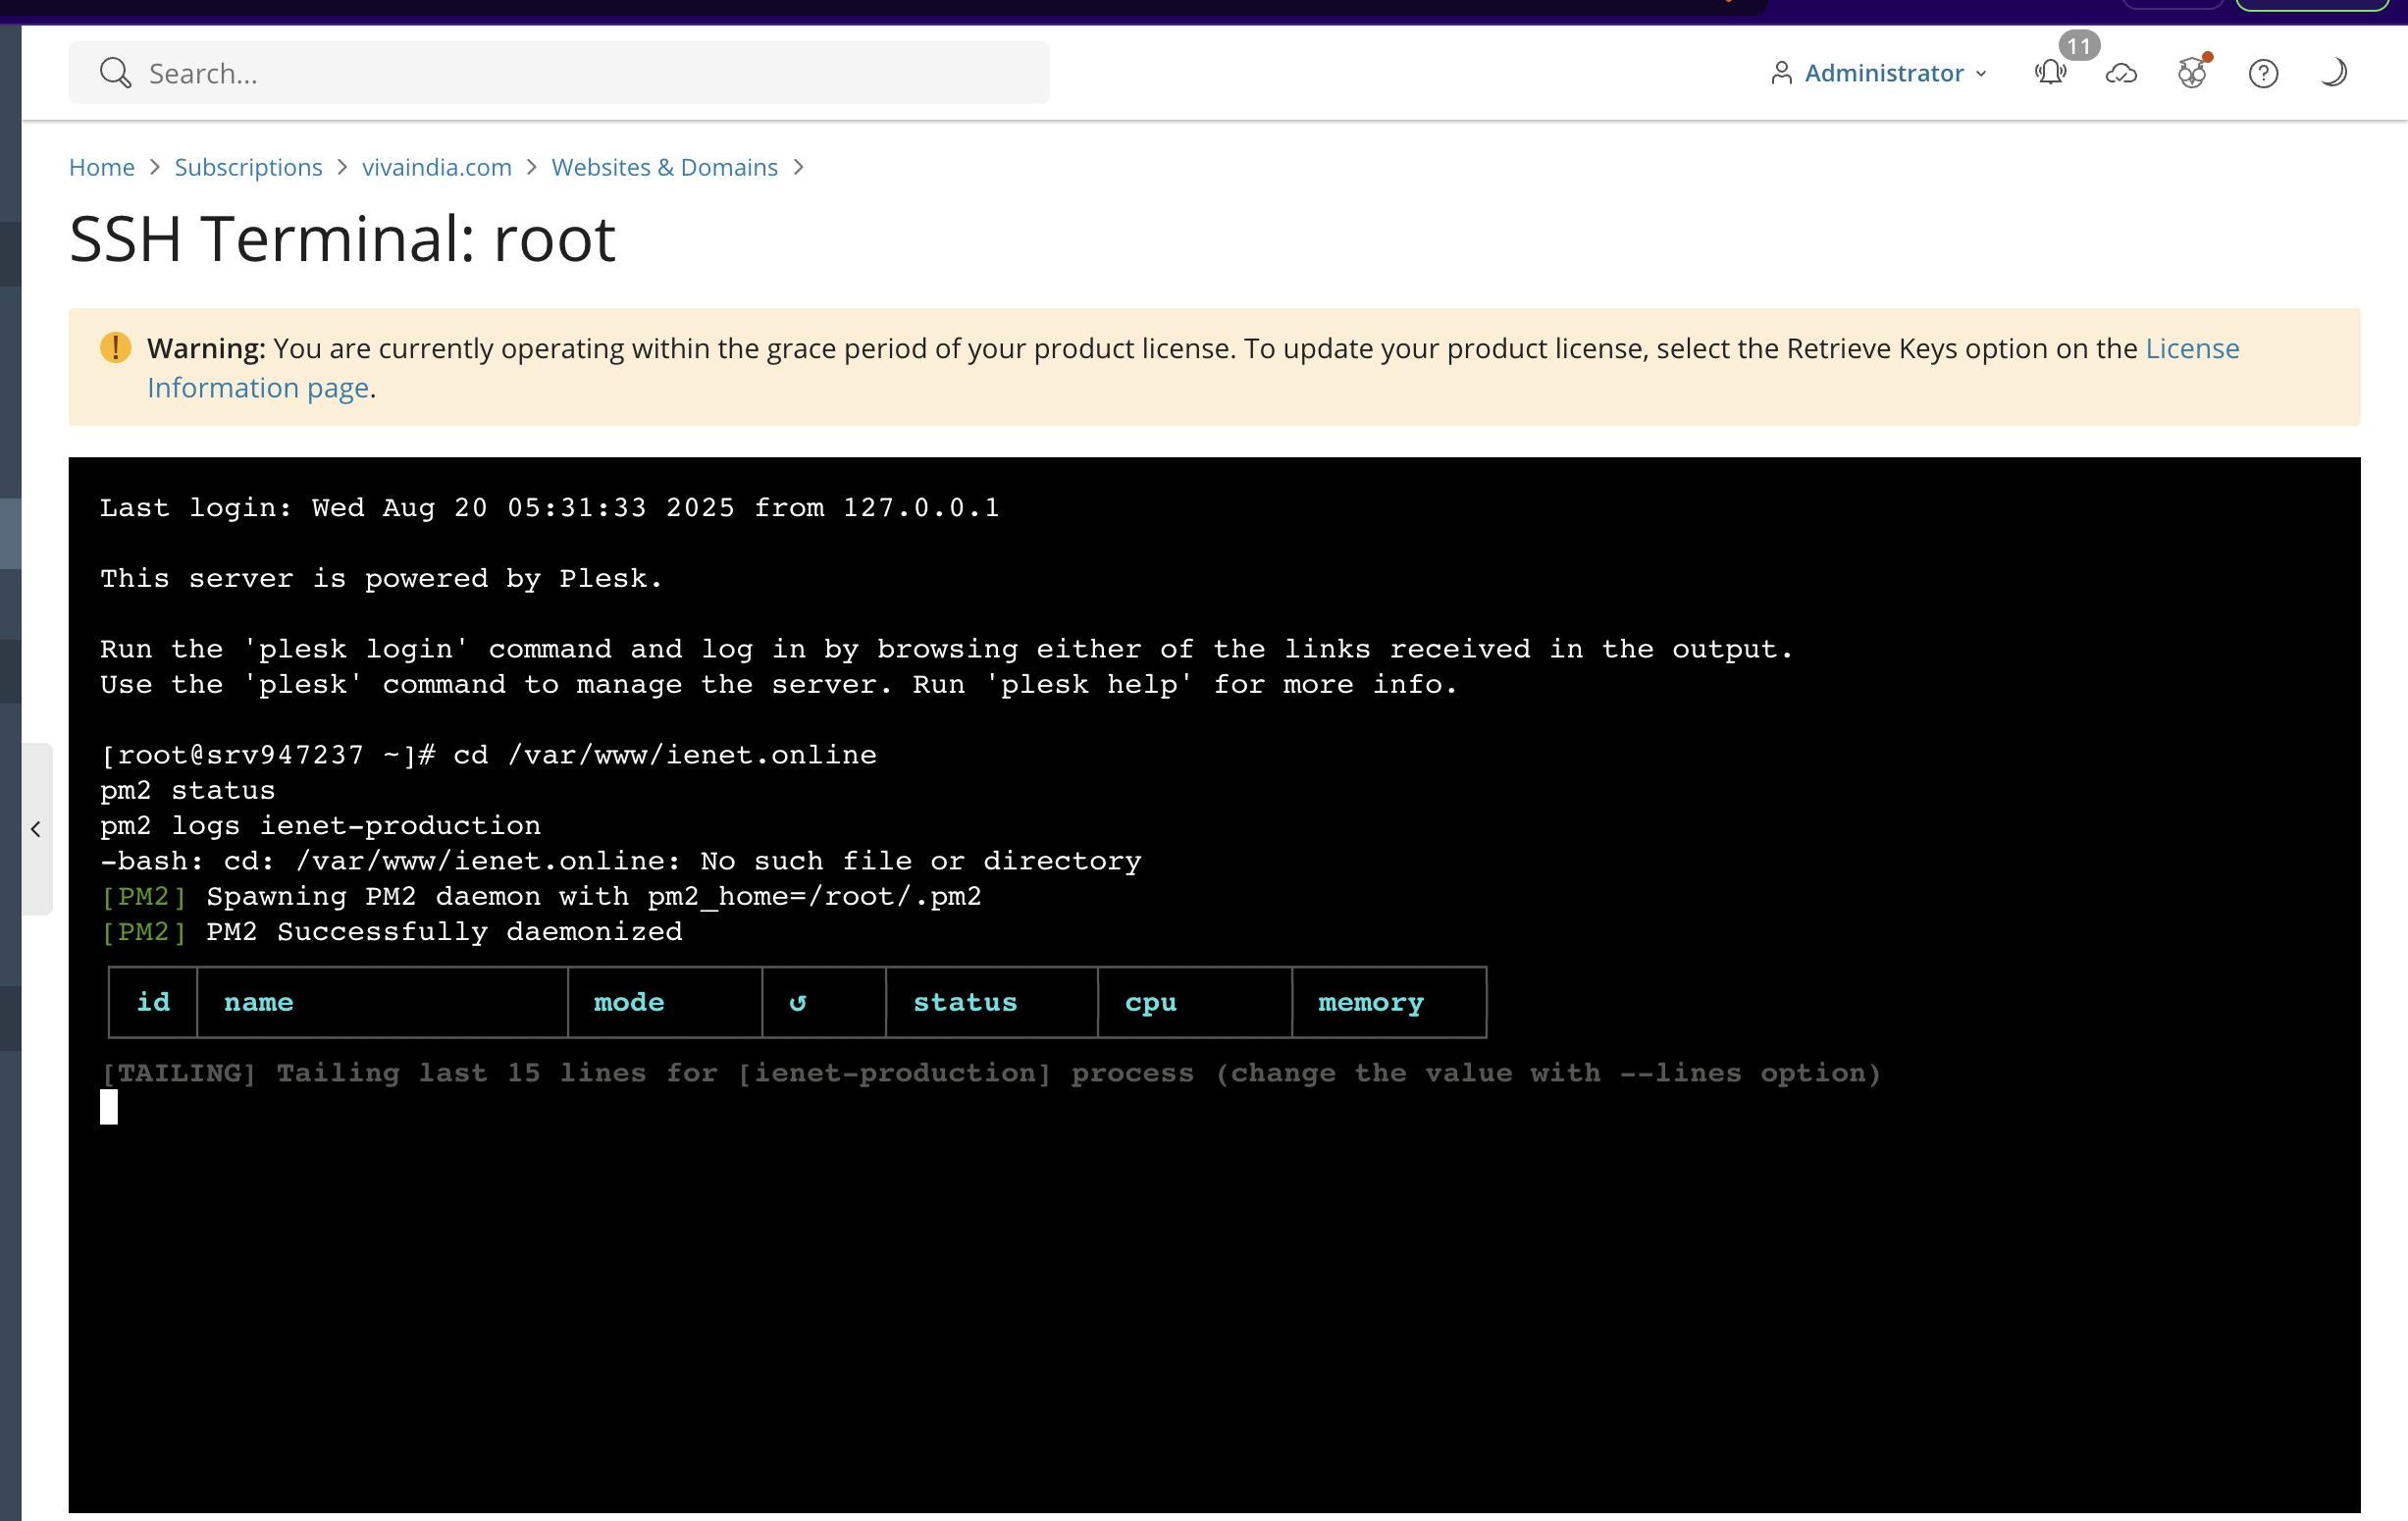 Search...
Administrator
11
Home > Subscriptions > vivaindia.com > Websites & Domains >
SSH Terminal: root
Warning: You are currently operating within the grace period of your product license. To update your product license, select the Retrieve Keys option on the License
Information page.
Last login: Wed Aug 20 05:31:33 2025 from 127.0.0.1
This server is powered by Plesk.
Run the 'plesk login' command and log in by browsing either of the links received in the output.
Use the 'plesk' command to manage the server. Run 'plesk help' for more info.
[root@srv947237 ~]# cd /var/www/ienet.online
pm2 status
pm2 logs ienet-production
-bash: cd: /var/www/ienet.online: No such file or directory
[PM2] Spawning PM2 daemon with pm2_home=/root/.pm2
[PM2] PM2 Successfully daemonized
id name mode ↺ status cpu memory
[TAILING] Tailing last 15 lines for [ienet-production] process (change the value with --lines option)